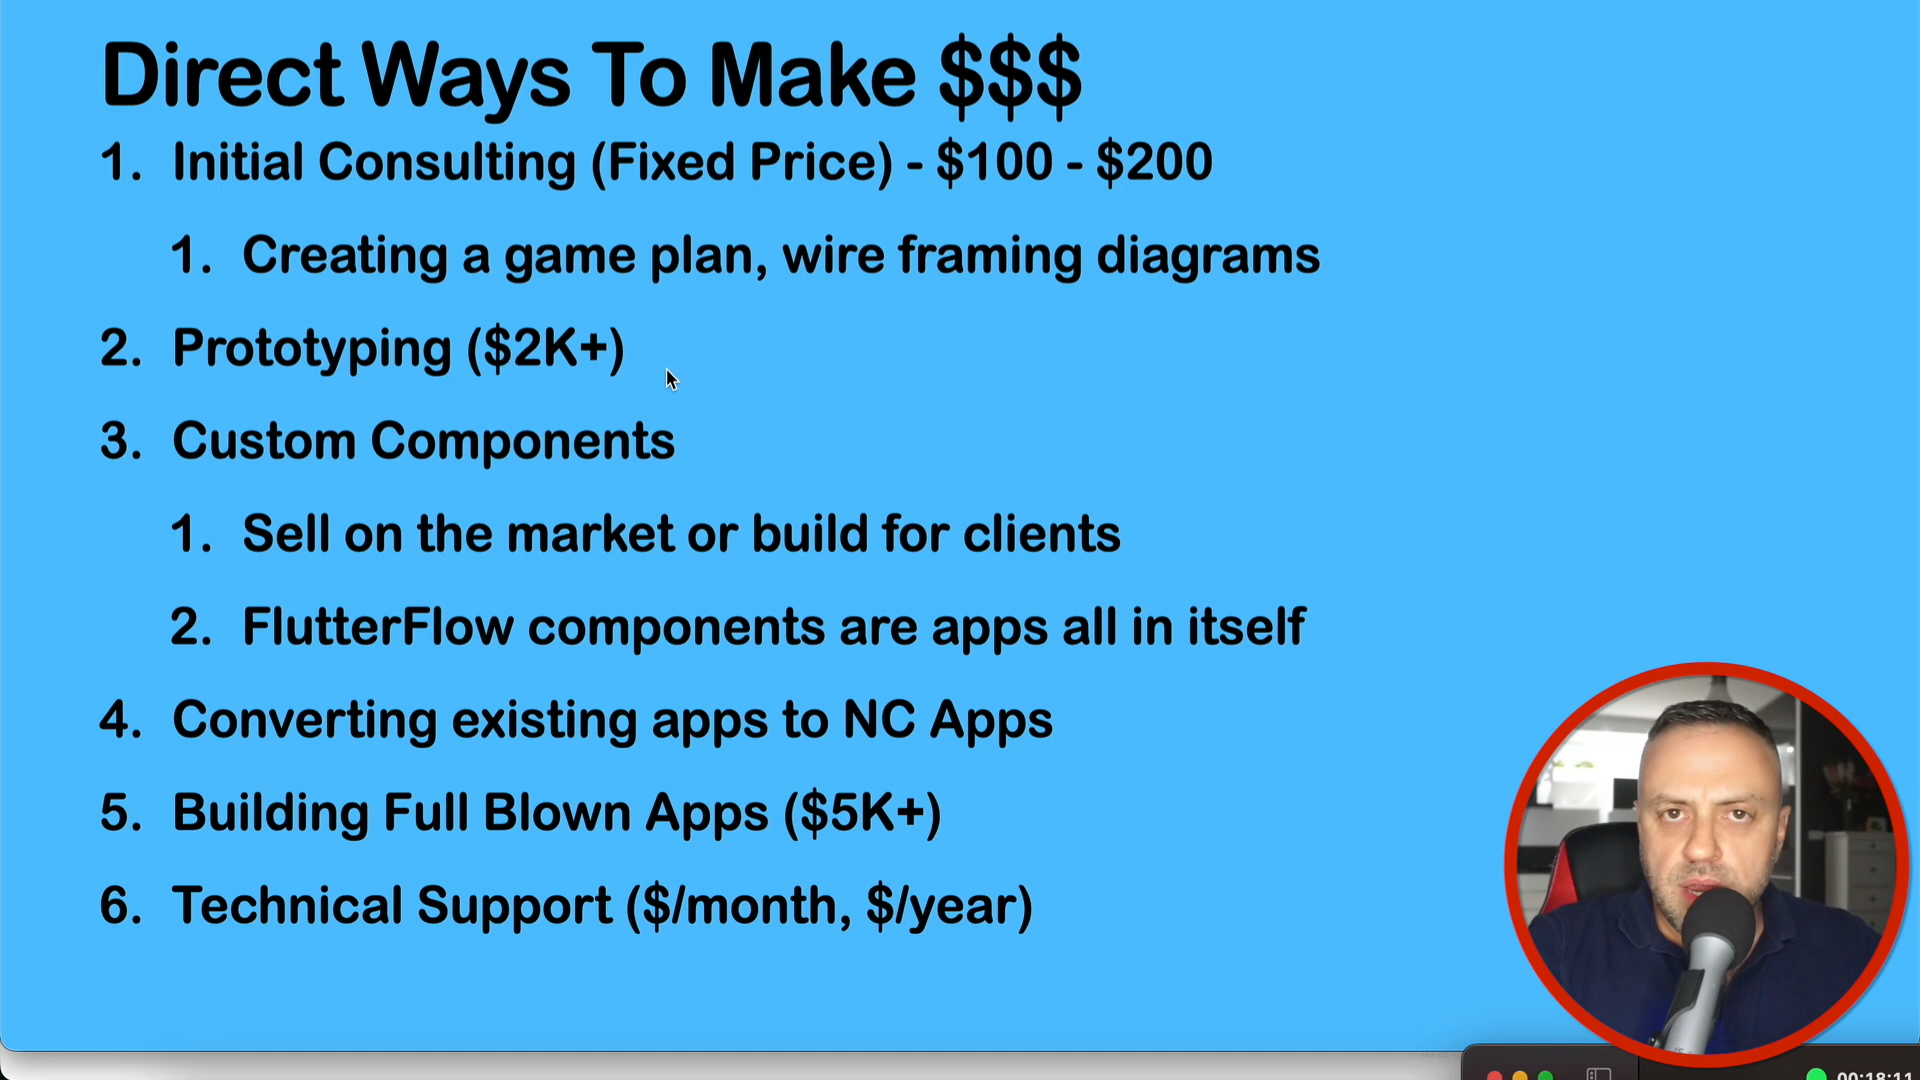 Direct Ways To Make $$$
1. Initial Consulting (Fixed Price) - $100 - $200
1. Creating a game plan, wire framing diagrams
2. Prototyping ($2K+)
3. Custom Components
1. Sell on the market or build for clients
2. FlutterFlow components are apps all in itself
4. Converting existing apps to NC Apps
5. Building Full Blown Apps ($5K+)
6. Technical Support ($/month, $/year)
00:18:11